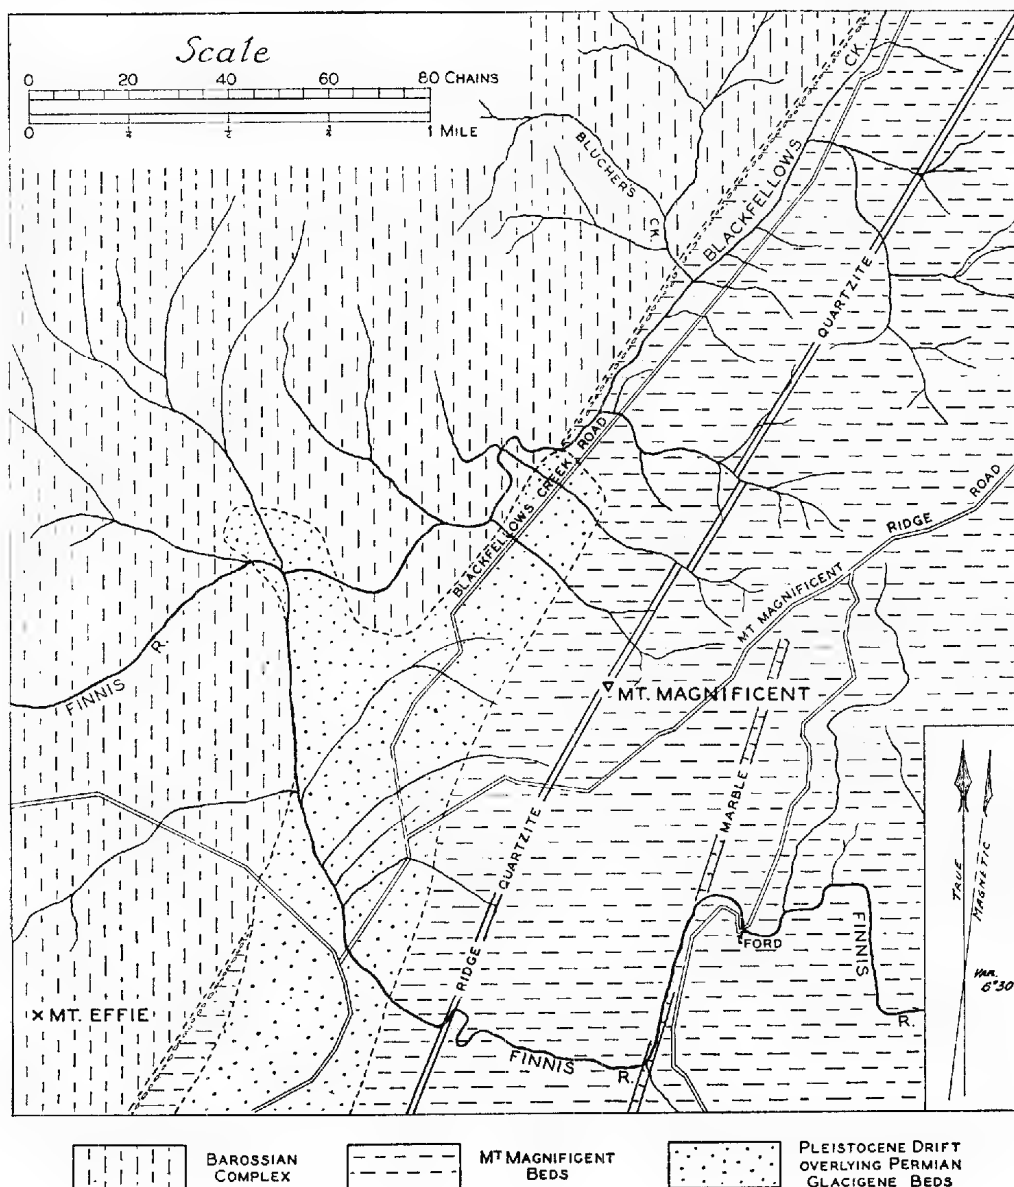 Scale
0 20 40 60 80 CHAINS
0 ¼ ½ ¾ 1 MILE
BLUCHER'S
CK.
BLACKFELLOWS
CK.
QUARTZITE
BLACKFELLOWS CREEK ROAD
MT MAGNIFICENT
RIDGE
ROAD
FINNIS
R.
MT. MAGNIFICENT
MARBLE
QUARTZITE
RIDGE
FORD
FINNIS
R.
FINNIS
R.
× MT. EFFIE
TRUE
MAGNETIC
VAR.
6°30
BAROSSIAN
COMPLEX
MT MAGNIFICENT
BEDS
PLEISTOCENE DRIFT
OVERLYING PERMIAN
GLACIGENE BEDS